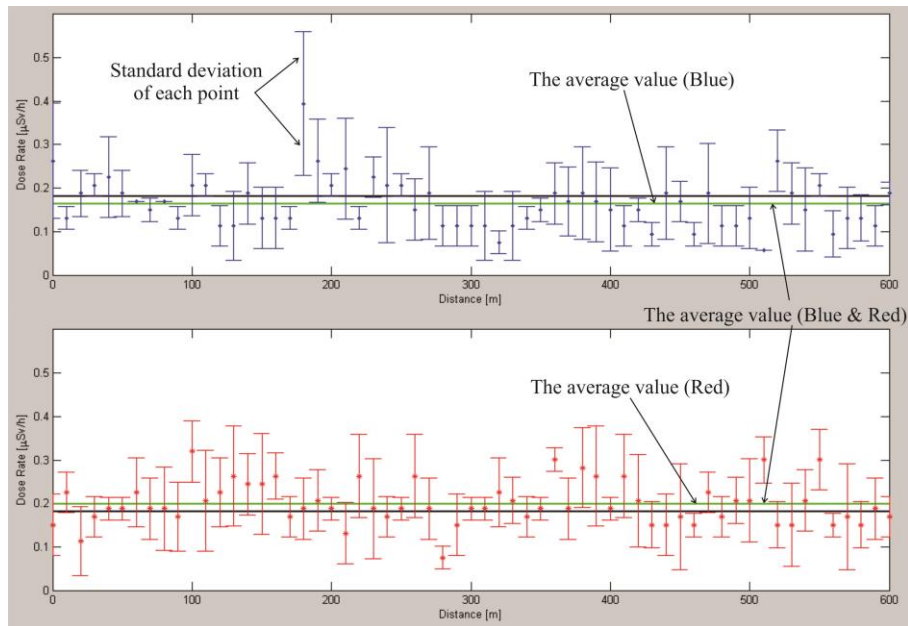 0.5
0.4
0.3
0.2
0.1
0
Dose Rate [μSv/h]
Standard deviation
of each point
The average value (Blue)
0
100
200
300
400
500
600
Distance [m]
The average value (Blue & Red)
0.5
0.4
0.3
0.2
0.1
0
Dose Rate [μSv/h]
The average value (Red)
0
100
200
300
400
500
600
Distance [m]